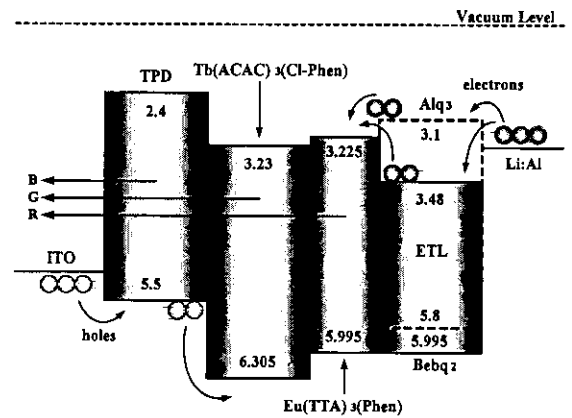 Vacuum Level
Tb(ACAC) 3(Cl-Phen)
TPD
electrons
Alq3
2.4
3.1
3.23
3.225
Li:Al
B
3.48
G
R
ETL
ITO
5.5
5.8
holes
5.995
5.995
6.305
Bebq2
Eu(TTA) 3(Phen)